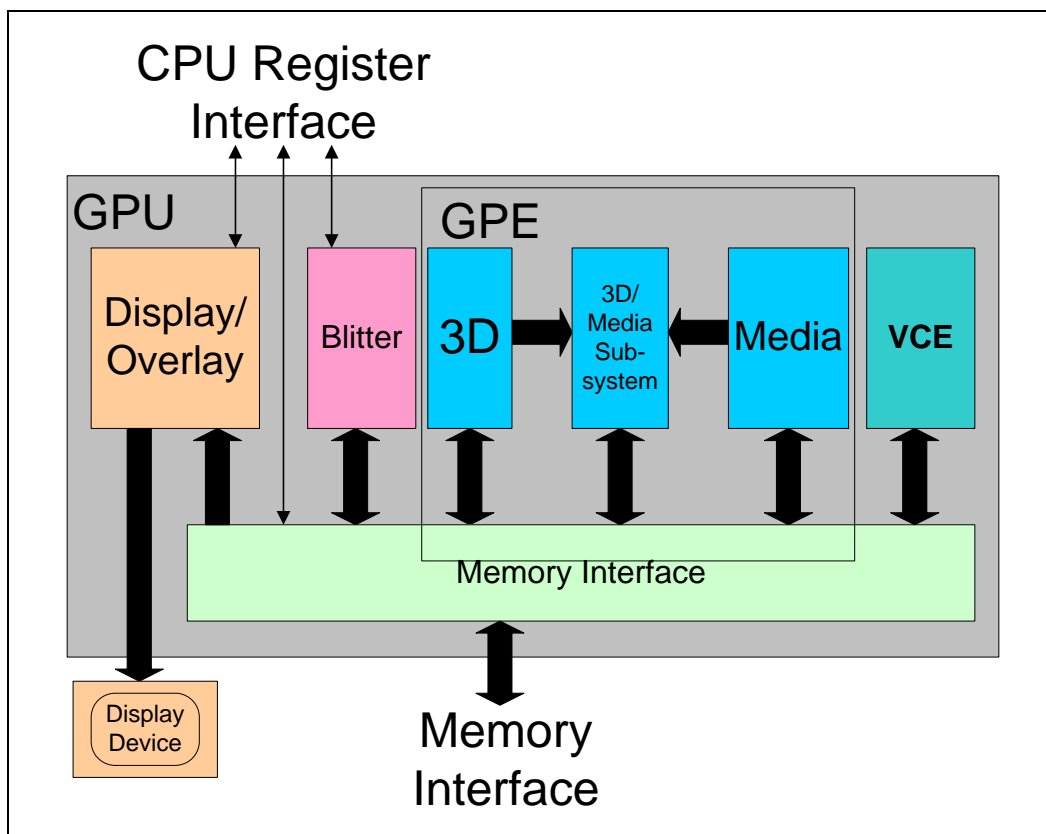 CPU Register
Interface
GPU
GPE
Display/
Overlay
Blitter
3D
3D/
Media
Sub-
system
Media
VCE
Memory Interface
Display
Device
Memory
Interface